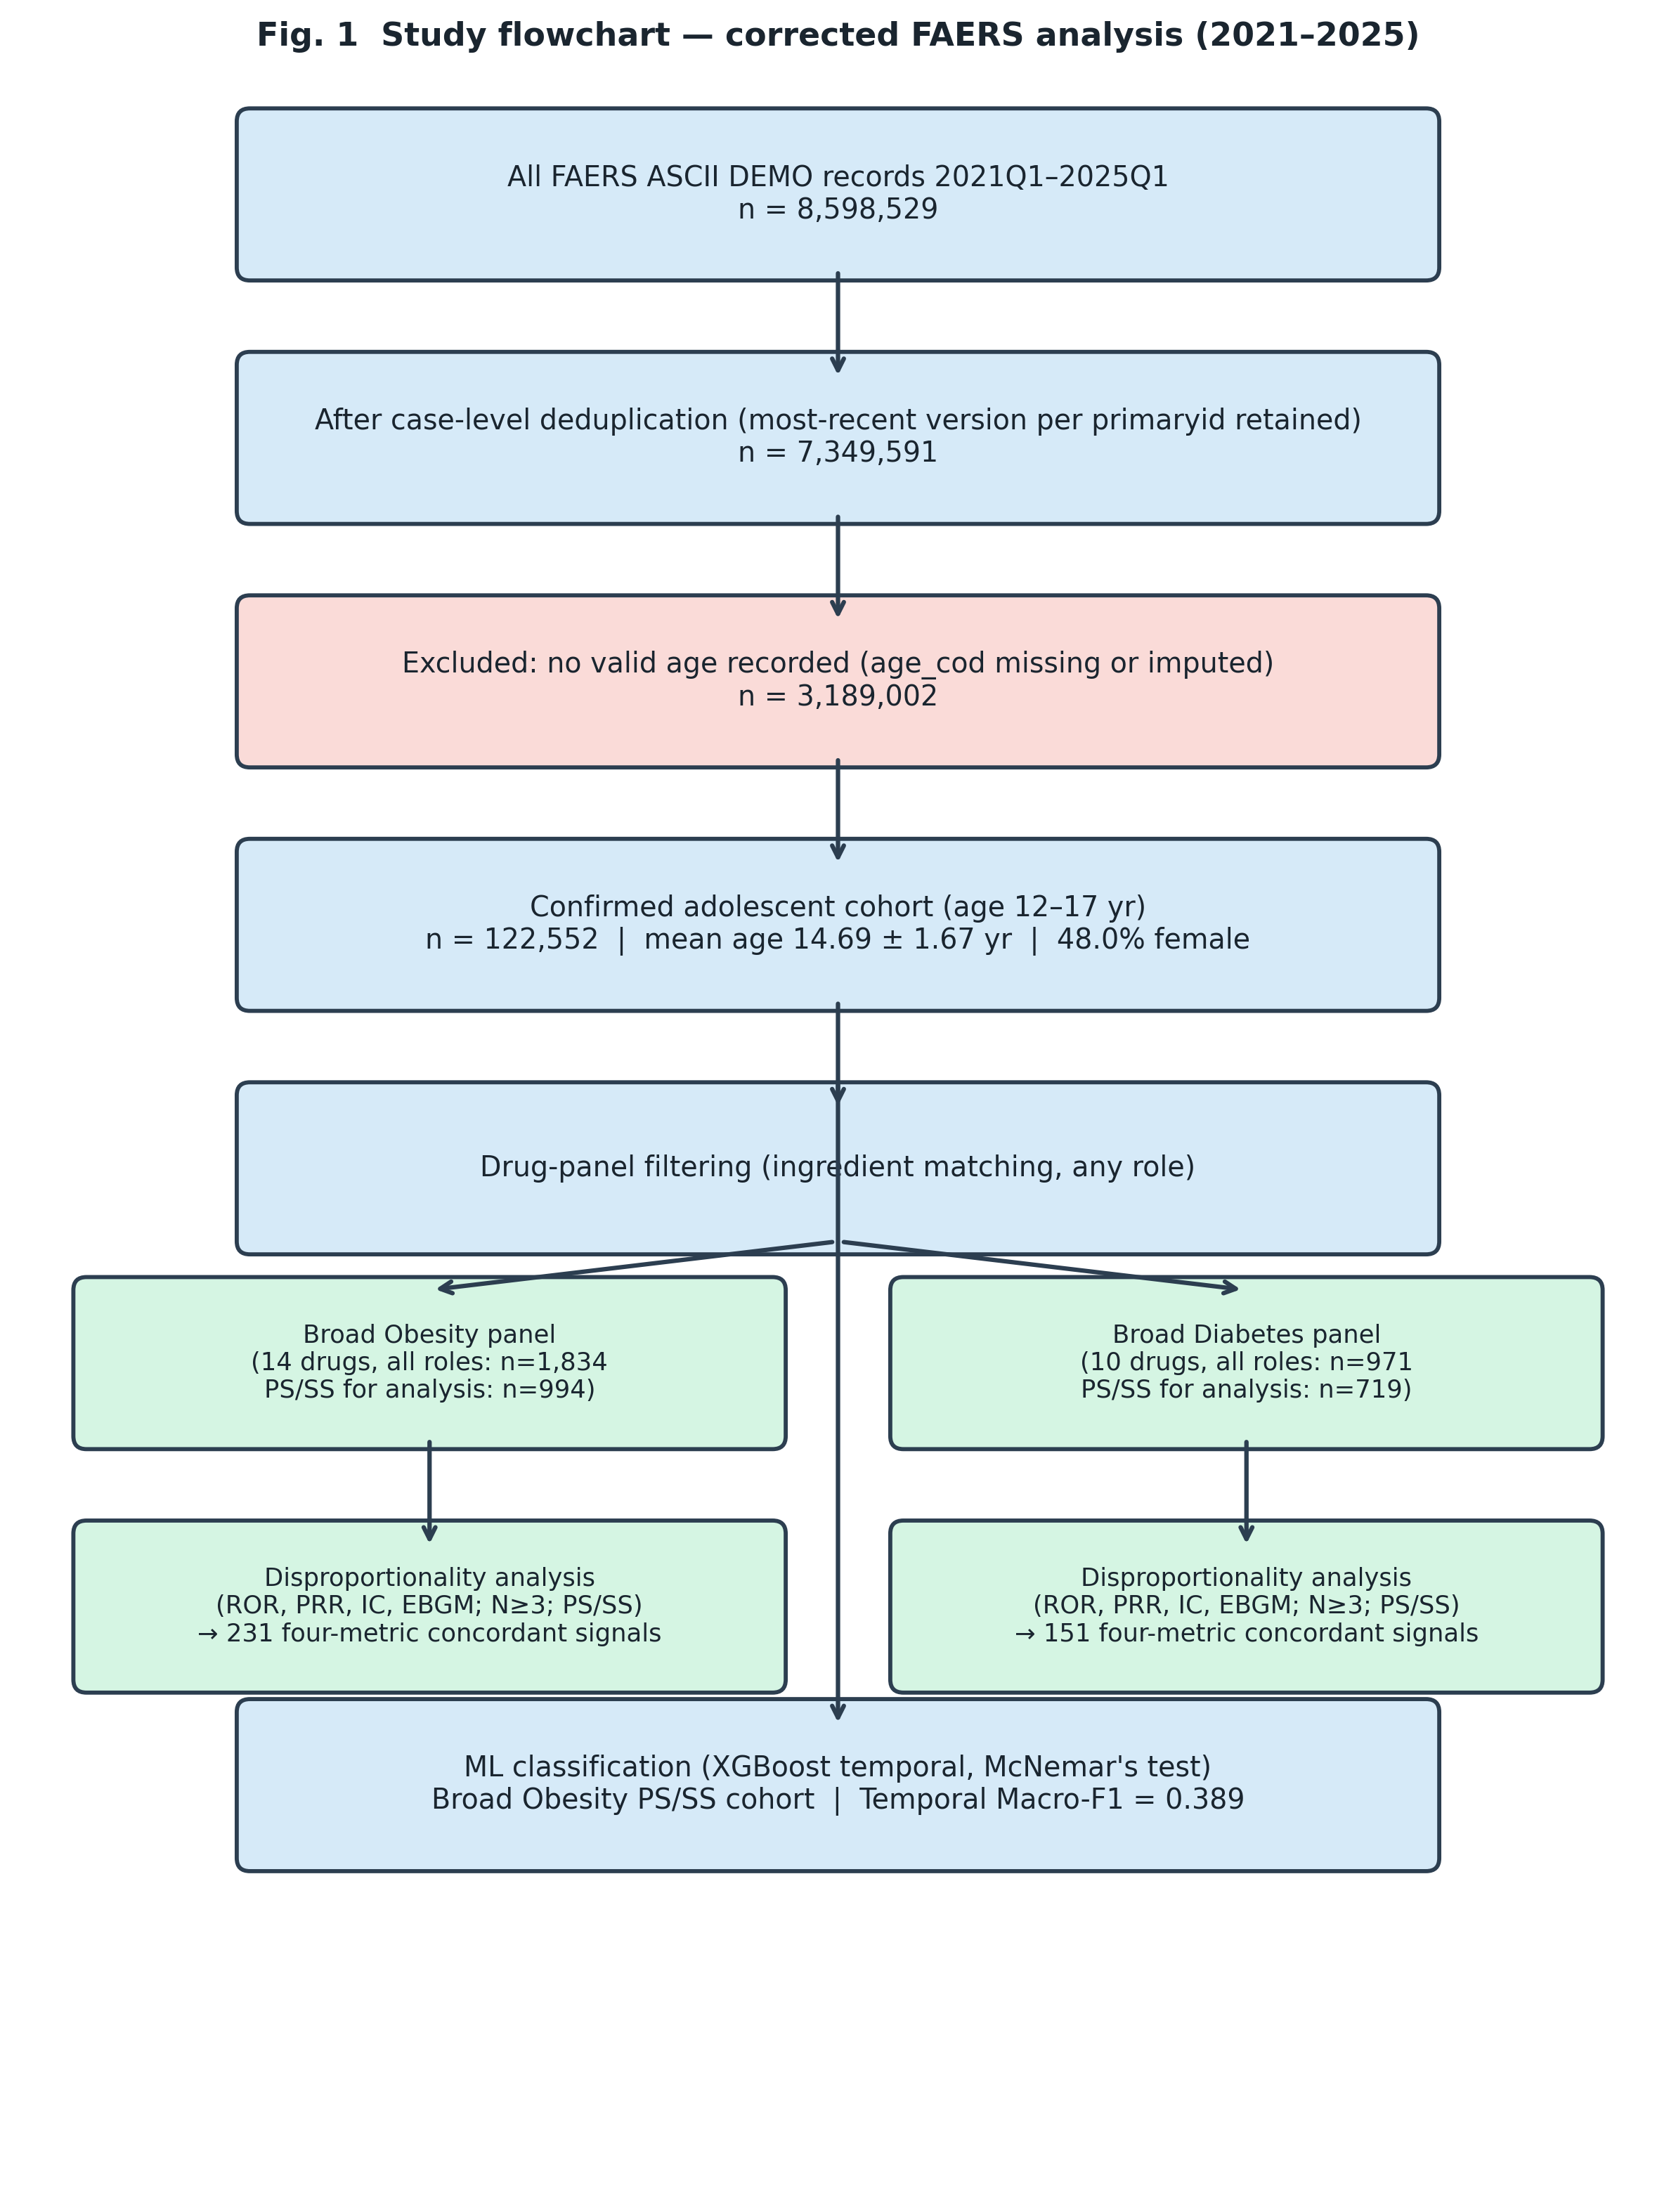 Fig. 1  Study flowchart — corrected FAERS analysis (2021–2025)
All FAERS ASCII DEMO records 2021Q1–2025Q1
n = 8,598,529
After case-level deduplication (most-recent version per primaryid retained)
n = 7,349,591
Excluded: no valid age recorded (age_cod missing or imputed)
n = 3,189,002
Confirmed adolescent cohort (age 12–17 yr)
n = 122,552  |  mean age 14.69 ± 1.67 yr  |  48.0% female
Drug-panel filtering (ingredient matching, any role)
Broad Obesity panel
(14 drugs, all roles: n=1,834
PS/SS for analysis: n=994)
Broad Diabetes panel
(10 drugs, all roles: n=971
PS/SS for analysis: n=719)
Disproportionality analysis
(ROR, PRR, IC, EBGM; N≥3; PS/SS)
→ 231 four-metric concordant signals
Disproportionality analysis
(ROR, PRR, IC, EBGM; N≥3; PS/SS)
→ 151 four-metric concordant signals
ML classification (XGBoost temporal, McNemar's test)
Broad Obesity PS/SS cohort  |  Temporal Macro-F1 = 0.389